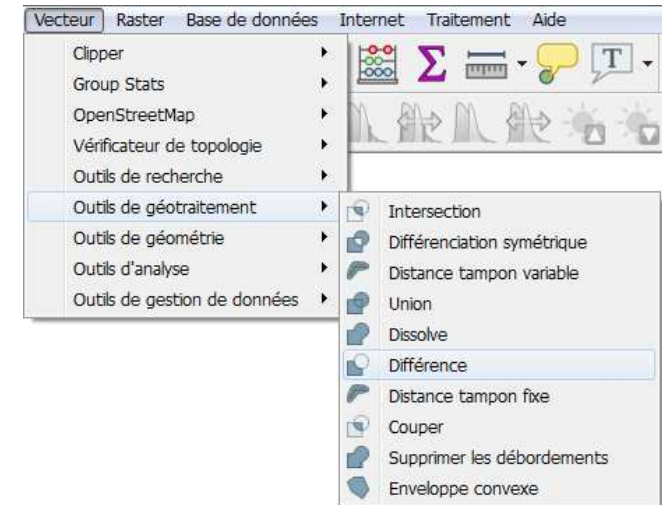 Vecteur Raster Base de données Internet Traitement Aide
Clipper
Group Stats
OpenStreetMap
Vérificateur de topologie
Outils de recherche
Outils de géotraitement
Outils de géométrie
Outils d'analyse
Outils de gestion de données
T
Intersection
Différenciation symétrique
Distance tampon variable
Union
Dissolve
Différence
Distance tampon fixe
Couper
Supprimer les débordements
Enveloppe convexe